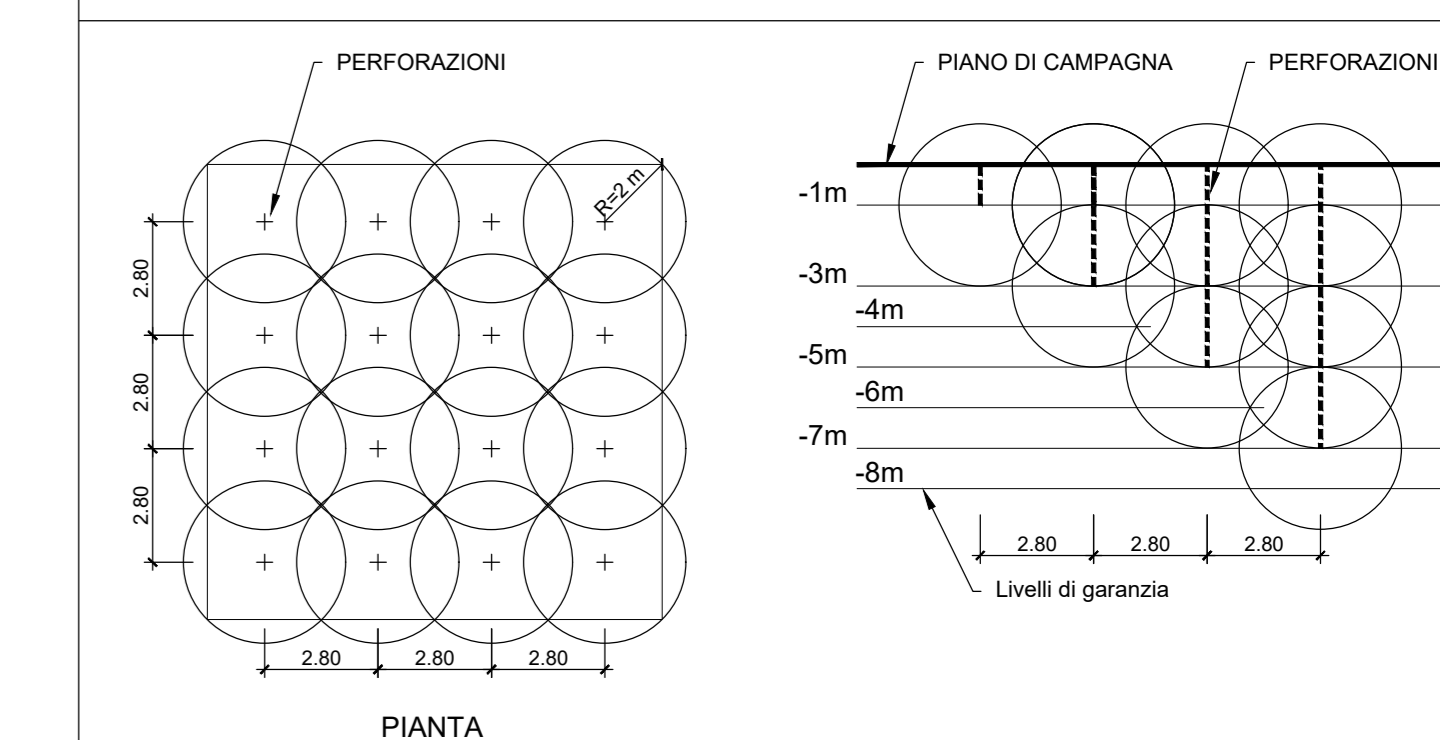 PERFORAZIONI
R=2 m
2.80
2.80
2.80
2.80 2.80 2.80
PIANTA
PIANO DI CAMPAGNA PERFORAZIONI
-1m
-3m
-4m
-5m
-6m
-7m
-8m
2.80 2.80 2.80
Livelli di garanzia